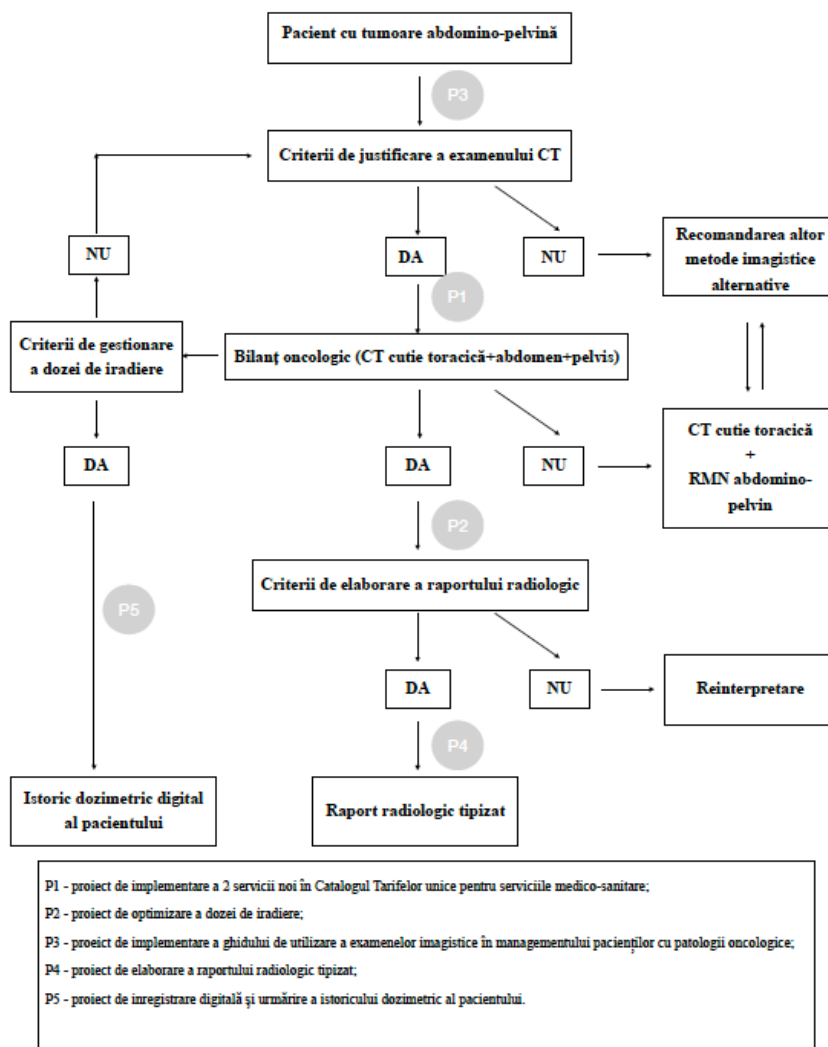 Pacient cu tumoare abdomino-pelvină
P3
Criterii de justificare a examenului CT
NU
DA
NU
Recomandarea altor
metode imagistice
alternative
P1
Criterii de gestionare
a dozei de iradiere
Bilanț oncologic (CT cutie toracică+abdomen+pelvis)
DA
DA
NU
CT cutie toracică
+
RMN abdomino-
pelvin
P2
Criterii de elaborare a raportului radiologic
P5
DA
NU
Reinterpretare
P4
Istoric dozimetric digital
al pacientului
Raport radiologic tipizat
P1 - proiect de implementare a 2 servicii noi în Catalogul Tarifelor unice pentru serviciile medico-sanitare;
P2 - proiect de optimizare a dozei de iradiere;
P3 - proeict de implementare a ghidului de utilizare a examenelor imagistice în managementului pacienților cu patologii oncologice;
P4 - proiect de elaborare a raportului radiologic tipizat;
P5 - proiect de inregistrare digitală şi urmărire a istoricului dozimetric al pacientului.